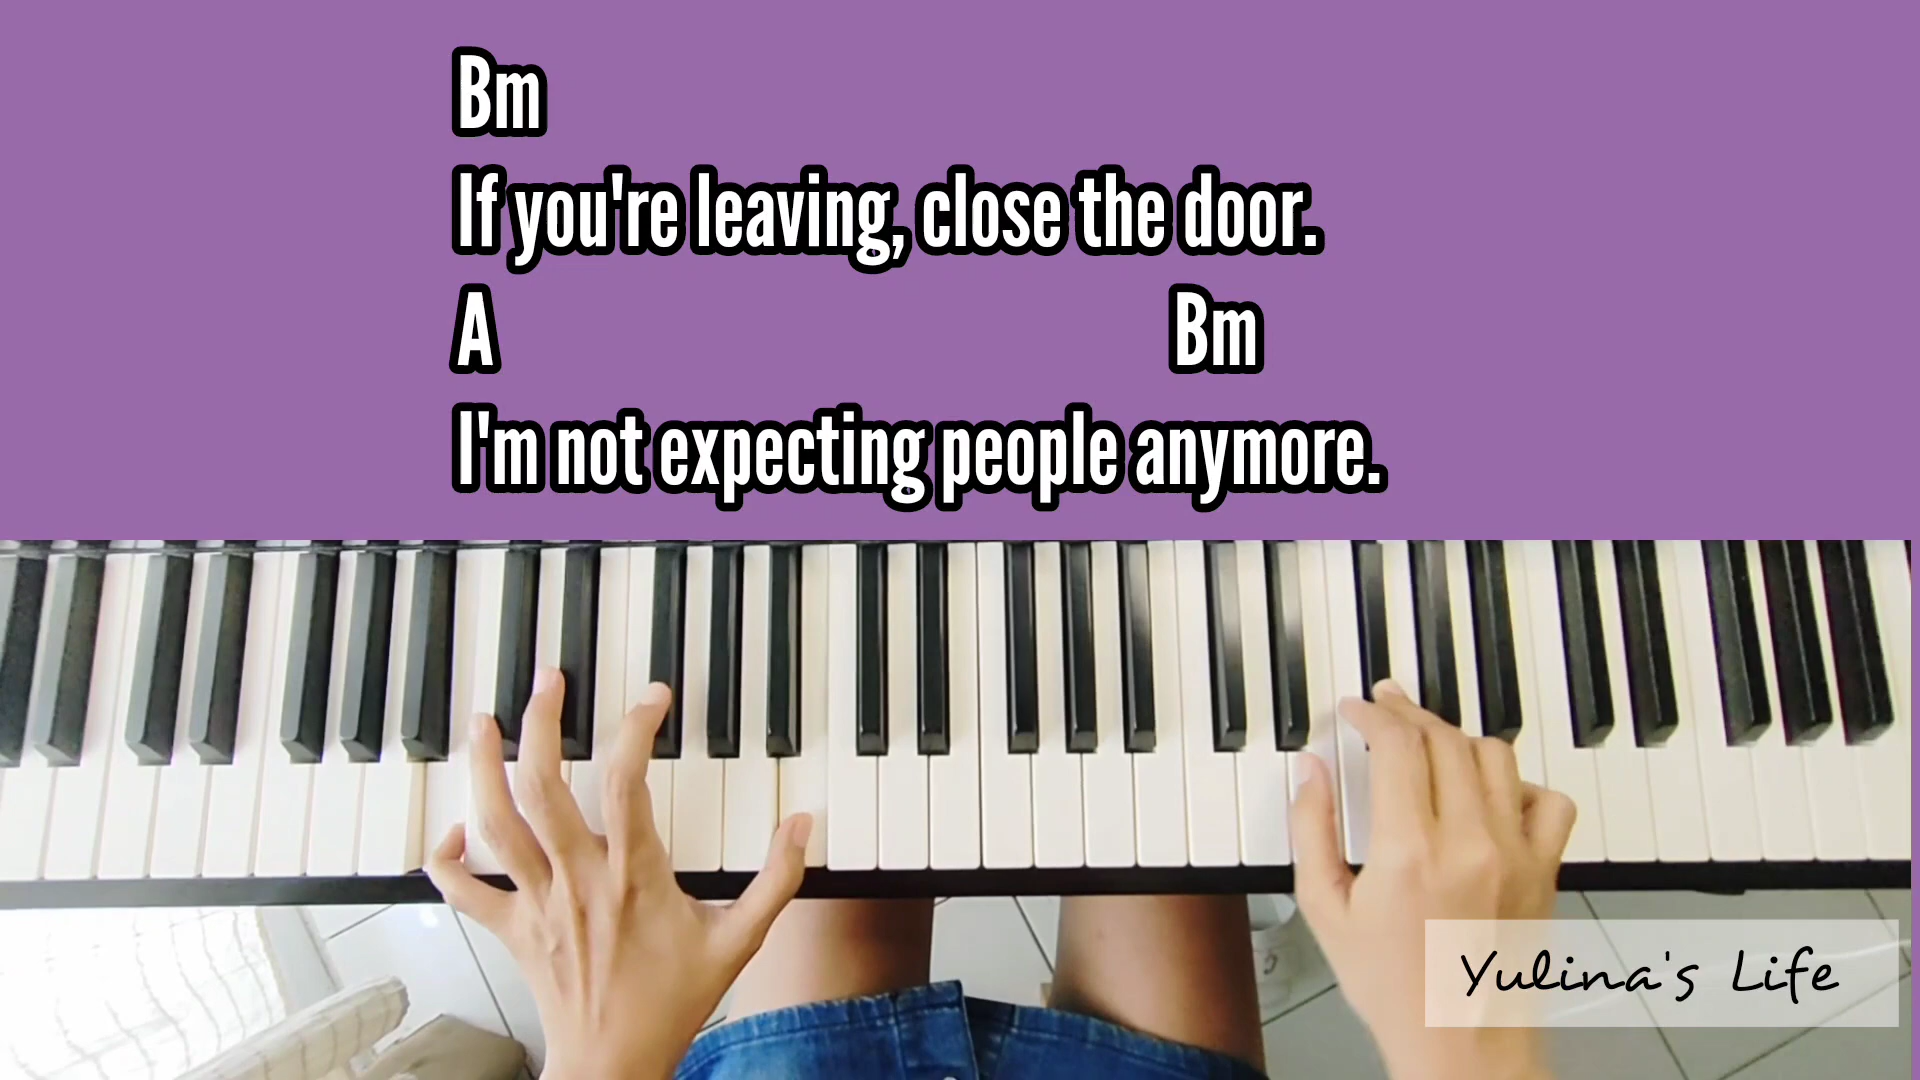 Bm
If you're leaving, close the door.
A Bm
I'm not expecting people anymore.
Yulina's Life